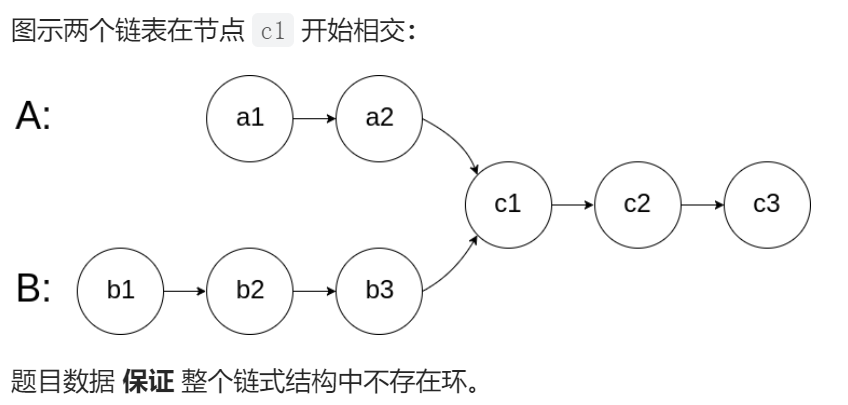 图示两个链表在节点 c1 开始相交：
A:
a1
a2
c1
c2
c3
B:
b1
b2
b3
题目数据 保证 整个链式结构中不存在环。